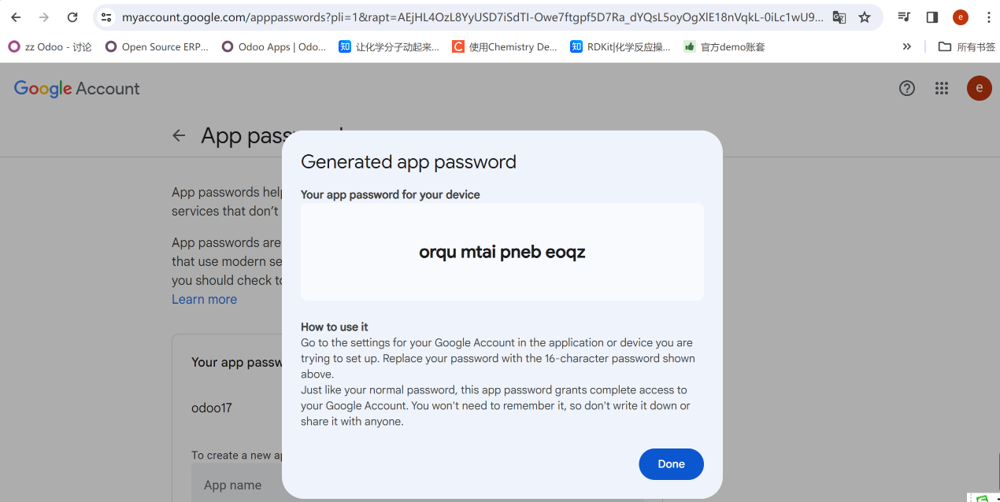 myaccount.google.com/apppasswords?pli=1&rapt=AEjHL4OzL8YyUSD7iSdTI-Owe7ftgpf5D7Ra_dYQsL5oyOgXlE18nVqkL-0iLc1wU9...
e
zz Odoo - 讨论 Open Source ERP... Odoo Apps | Odo... 知 让化学分子动起来... C 使用Chemistry De... 知 RDKit|化学反应操... 官方demo账套 » 所有书签
Google Account
e
App pass
Generated app password
Your app password for your device
orqu mtai pneb eoqz
How to use it
Go to the settings for your Google Account in the application or device you are
trying to set up. Replace your password with the 16-character password shown
above.
Just like your normal password, this app password grants complete access to
your Google Account. You won't need to remember it, so don't write it down or
share it with anyone.
Done
App passwords help
services that don't
App passwords are
that use modern se
you should check to
Learn more
Your app passw
odoo17
To create a new ap
App name